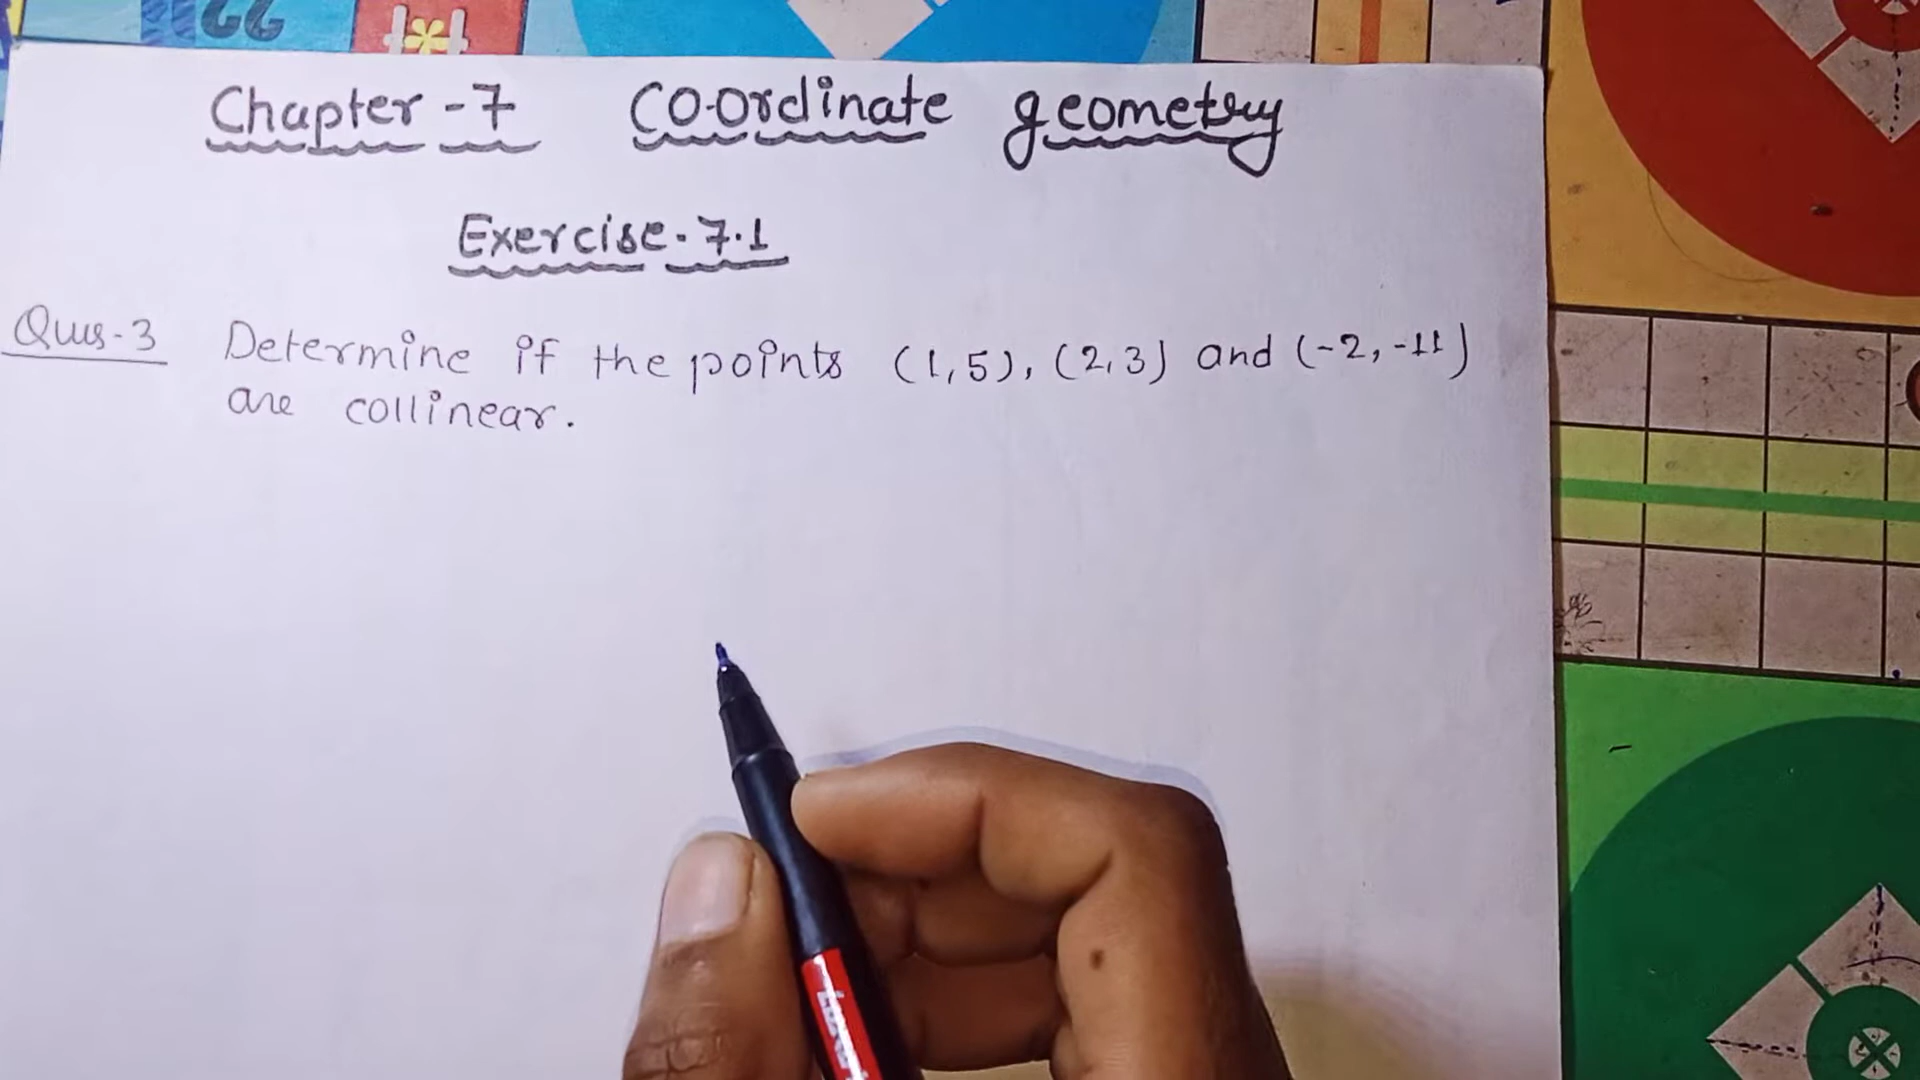 Chapter-7 CO-Ordinate geometry
Exercise-7.1
Qus-3 Determine if the points (1,5), (2,3) and (-2,-11)
are collinear.